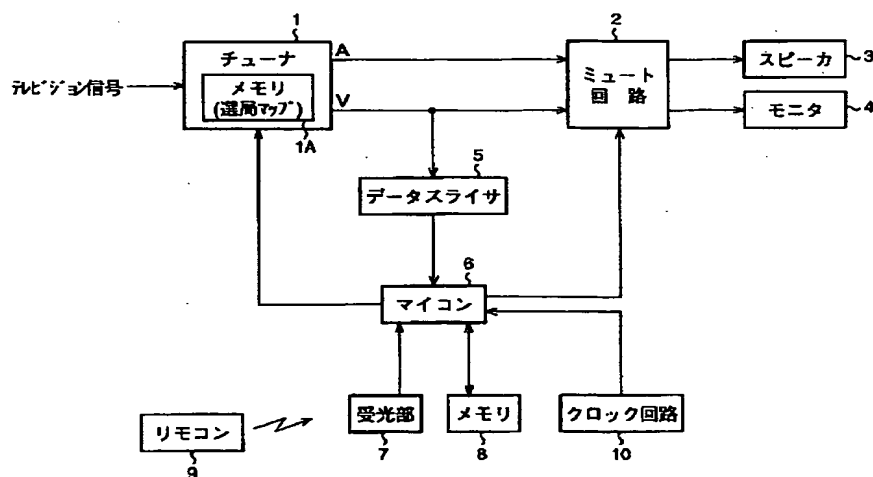 1
チューナ
メモリ
(選局マップ)
1A
テレビジョン信号
A
V
2
ミュート
回路
スピーカ
3
モニタ
4
5
データスライサ
6
マイコン
受光部
7
メモリ
8
クロック回路
10
リモコン
9